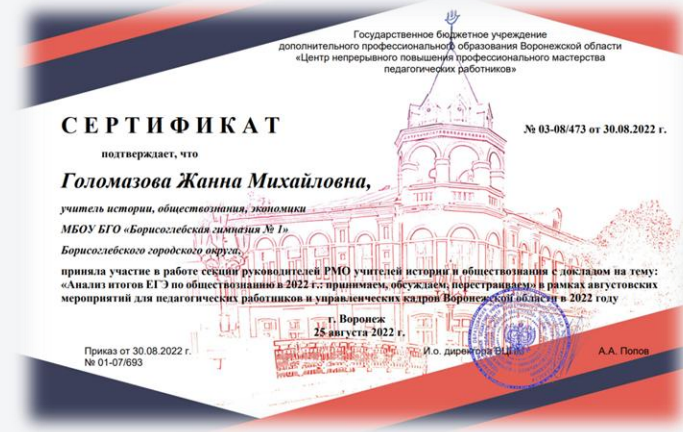 Государственное бюджетное учреждение
дополнительного профессионального образования Воронежской области
«Центр непрерывного повышения профессионального мастерства
педагогических работников»
СЕРТИФИКАТ
№ 03-08/473 от 30.08.2022 г.
подтверждает, что
Голомазова Жанна Михайловна,
учитель истории, обществознания, экономики
МБОУ БГО «Борисоглебская гимназия № 1»
Борисоглебского городского округа,
приняла участие в работе секции руководителей РМО учителей истории и обществознания с докладом на тему:
«Анализ итогов ЕГЭ по обществознанию в 2022 г.: принимаем, обсуждаем, перестраиваем» в рамках августовских
мероприятий для педагогических работников и управленческих кадров Воронежской области в 2022 году
г. Воронеж
25 августа 2022 г.
Приказ от 30.08.2022 г.
№ 01-07/693
И.о. директора ВЦПМ
А.А. Попов